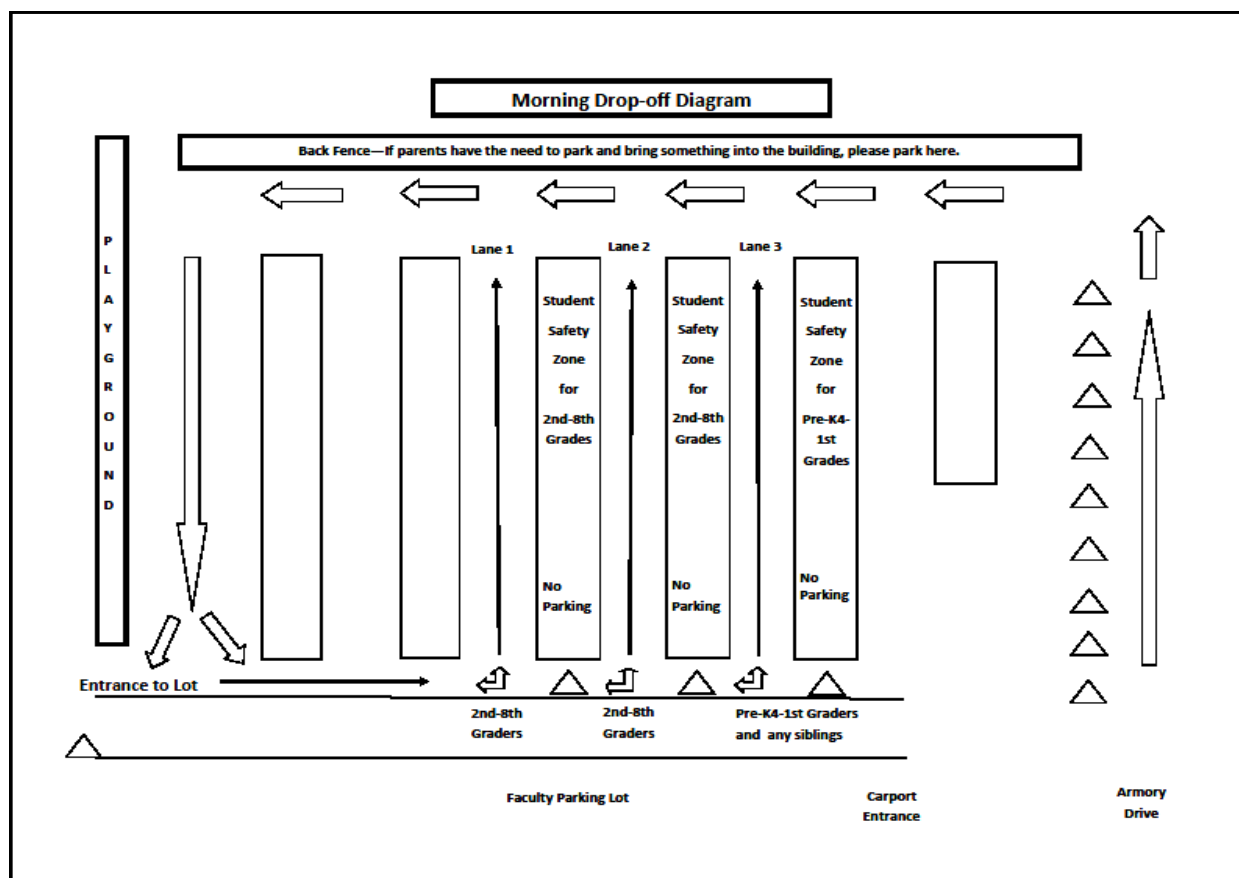 Morning Drop-off Diagram
Back Fence—If parents have the need to park and bring something into the building, please park here.
P
L
A
Y
G
R
O
U
N
D
Lane 1
Lane 2
Lane 3
Student
Safety
Zone
for
2nd-8th
Grades
No
Parking
Student
Safety
Zone
for
2nd-8th
Grades
No
Parking
Student
Safety
Zone
for
Pre-K4-
1st
Grades
No
Parking
Entrance to Lot
2nd-8th
Graders
2nd-8th
Graders
Pre-K4-1st Graders
and any siblings
Faculty Parking Lot
Carport
Entrance
Armory
Drive